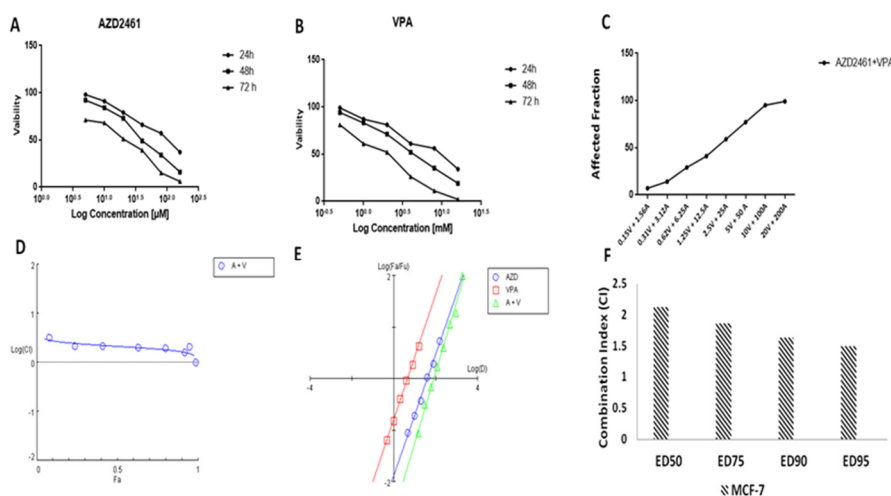 A
AZD2461
Vaibility
150
100
50
0
10^0.0 10^0.5 10^1.0 10^1.5 10^2.0 10^2.5
Log Concentration [µM]
24h
48h
72 h
B
VPA
Vaibility
150
100
50
0
10^-0.5 10^0.0 10^0.5 10^1.0 10^1.5
Log Concentration [mM]
24h
48h
72 h
C
Affected Fraction
150
100
50
0
0.15V + 1.56A
0.31V + 3.12A
0.62V + 6.25A
1.25V + 12.5A
2.5V + 25A
5V + 50 A
10V + 100A
20V + 200A
AZD2461+VPA
D
2
1
Log(CI)
0
-1
-2
0 0.5 1
Fa
A + V
E
Log(Fa/Fu)
2
Log(D)
-4 4
-2
AZD
VPA
A + V
F
Combination Index (CI)
2.5
2
1.5
1
0.5
0
ED50 ED75 ED90 ED95
MCF-7